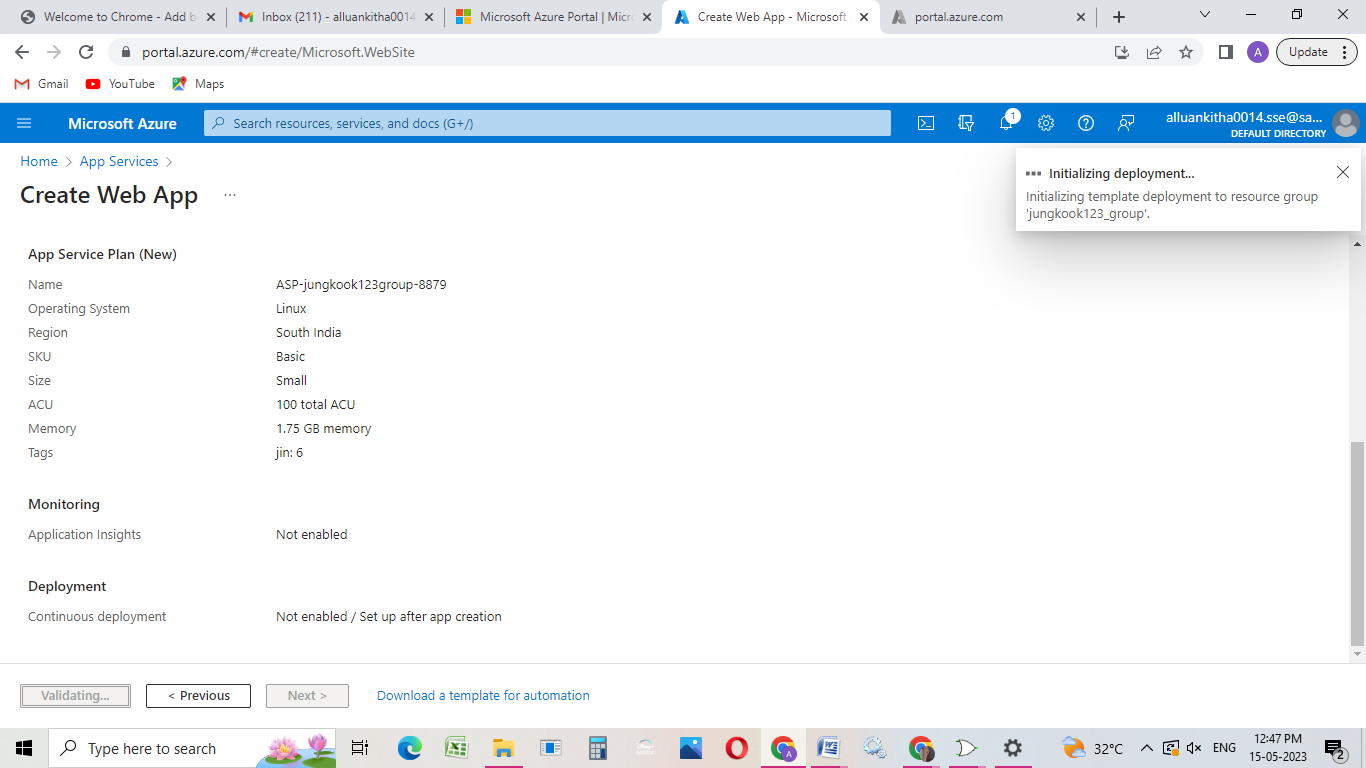 Welcome to Chrome - Add b
Inbox (211) - alluankitha0014
Microsoft Azure Portal | Micro
Create Web App - Microsoft
portal.azure.com
portal.azure.com/#create/Microsoft.WebSite
A
Update
Gmail
YouTube
Maps
Microsoft Azure
Search resources, services, and docs (G+/)
1
alluankitha0014.sse@sa...
DEFAULT DIRECTORY
Home > App Services >
Create Web App ...
Initializing deployment...
Initializing template deployment to resource group
'jungkook123_group'.
App Service Plan (New)
Name ASP-jungkook123group-8879
Operating System Linux
Region South India
SKU Basic
Size Small
ACU 100 total ACU
Memory 1.75 GB memory
Tags jin: 6
Monitoring
Application Insights Not enabled
Deployment
Continuous deployment Not enabled / Set up after app creation
Validating...
< Previous
Next >
Download a template for automation
Type here to search
32°C
ENG
12:47 PM
15-05-2023
2